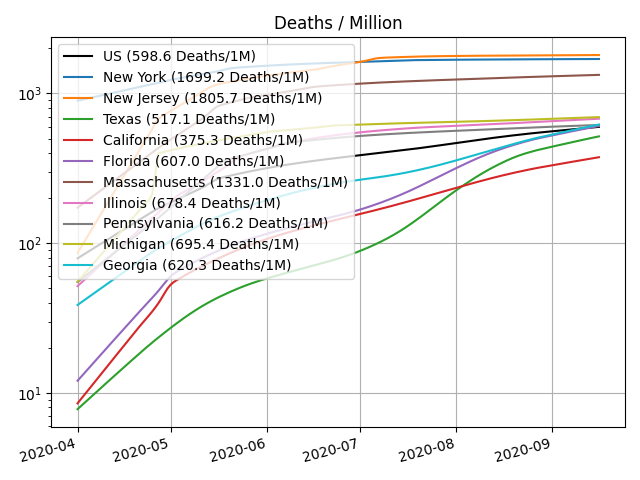 Deaths / Million
US (598.6 Deaths/1M)
New York (1699.2 Deaths/1M)
New Jersey (1805.7 Deaths/1M)
Texas (517.1 Deaths/1M)
California (375.3 Deaths/1M)
Florida (607.0 Deaths/1M)
Massachusetts (1331.0 Deaths/1M)
Illinois (678.4 Deaths/1M)
Pennsylvania (616.2 Deaths/1M)
Michigan (695.4 Deaths/1M)
Georgia (620.3 Deaths/1M)
10³
10²
10¹
2020-04 2020-05 2020-06 2020-07 2020-08 2020-09